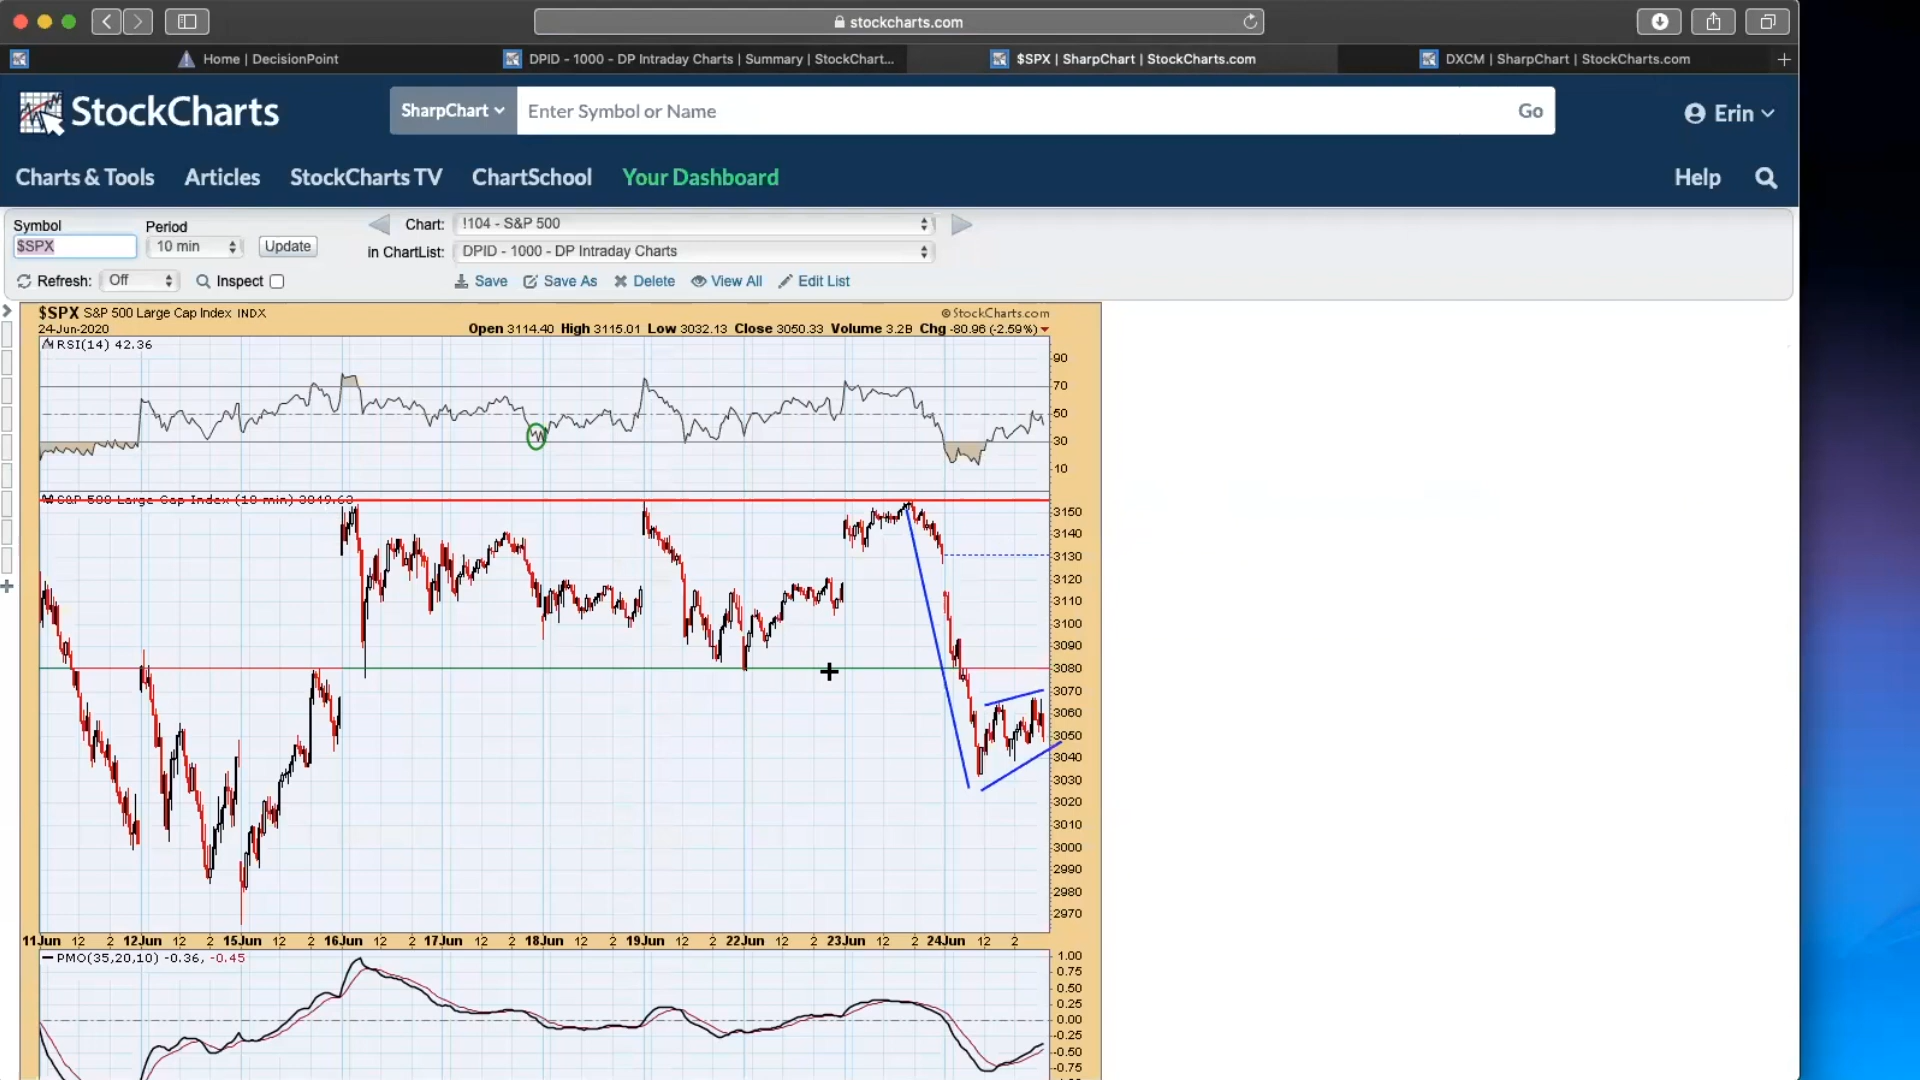 stockcharts.com
Home | DecisionPoint
DPID - 1000 - DP Intraday Charts | Summary | StockChart...
$SPX | SharpChart | StockCharts.com
DXCM | SharpChart | StockCharts.com
StockCharts
SharpChart
Enter Symbol or Name
Go
Erin
Charts & Tools
Articles
StockCharts TV
ChartSchool
Your Dashboard
Help
Symbol
Period
$SPX
10 min
Update
Chart:
!104 - S&P 500
in ChartList:
DPID - 1000 - DP Intraday Charts
Refresh:
Off
Inspect
Save
Save As
Delete
View All
Edit List
$SPX S&P 500 Large Cap Index INDX
© StockCharts.com
24-Jun-2020
Open 3114.40 High 3115.01 Low 3032.13 Close 3050.33 Volume 3.2B Chg -80.96 (-2.59%)
RSI(14) 42.36
90
70
50
30
10
S&P 500 Large Cap Index (10 min) 3049.63
3150
3140
3130
3120
3110
3100
3090
3080
3070
3060
3050
3040
3030
3020
3010
3000
2990
2980
2970
11Jun 12 2 12Jun 12 2 15Jun 12 2 16Jun 12 2 17Jun 12 2 18Jun 12 2 19Jun 12 2 22Jun 12 2 23Jun 12 2 24Jun 12 2
PMO(35,20,10) -0.36, -0.45
1.00
0.75
0.50
0.25
0.00
-0.25
-0.50
-0.75